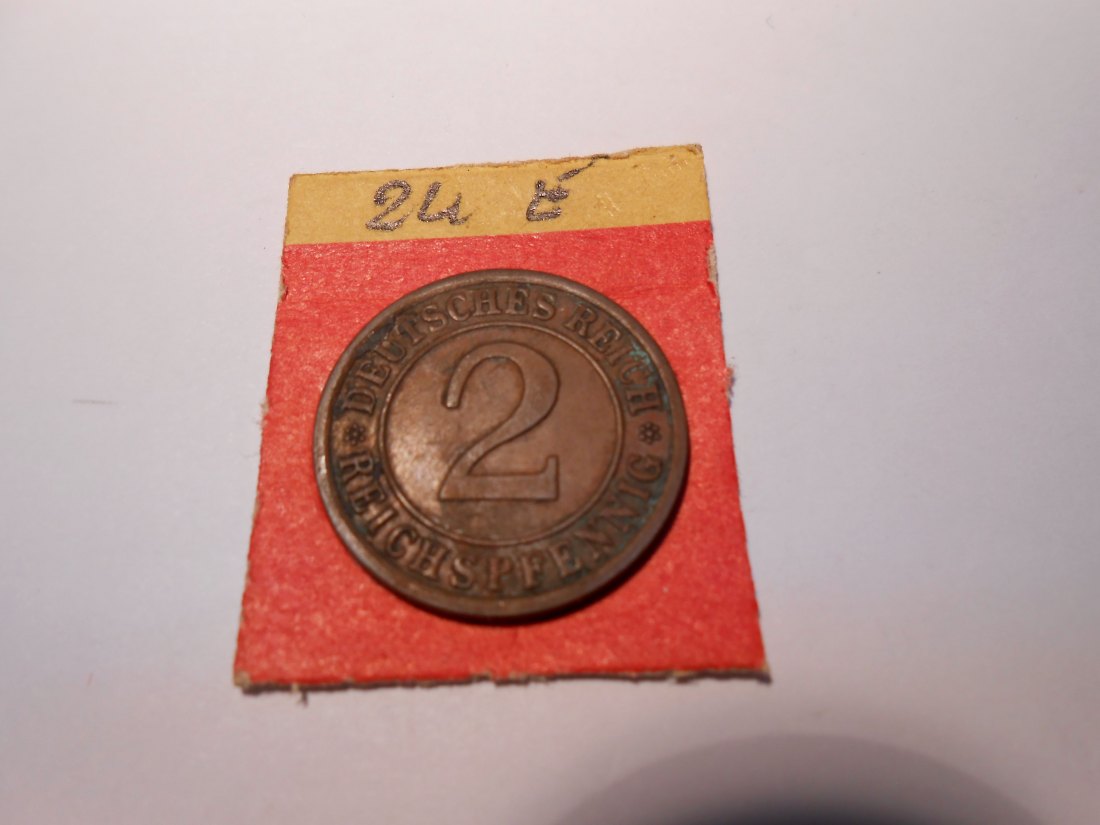 24 E
DEUTSCHES REICH
2
REICHSPFENNIG